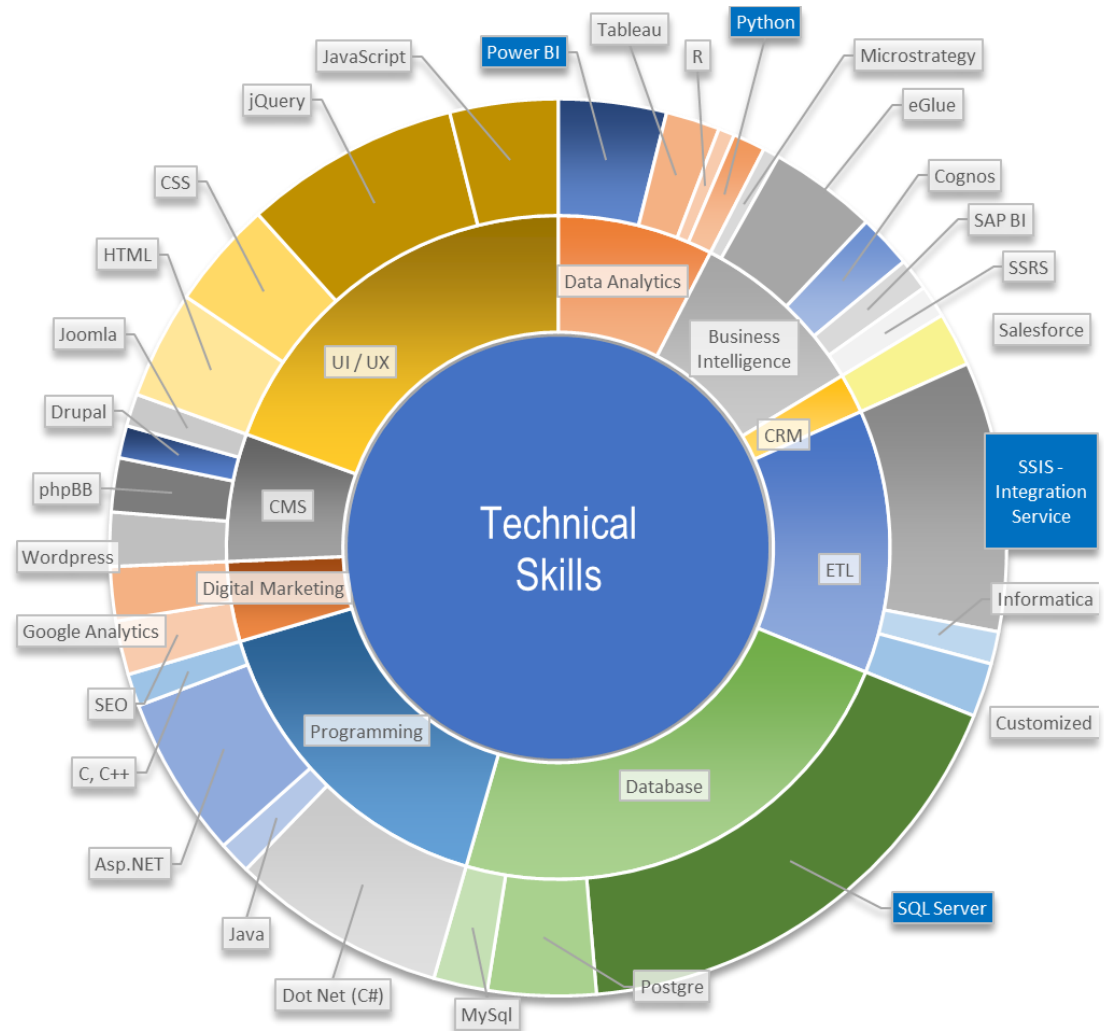 Python
Tableau
Power BI
R
JavaScript
Microstrategy
jQuery
eGlue
CSS
Cognos
SAP BI
HTML
SSRS
Data Analytics
Joomla
Salesforce
Business
Intelligence
UI / UX
Drupal
CRM
SSIS -
Integration
Service
phpBB
CMS
Technical
Skills
Wordpress
ETL
Digital Marketing
Informatica
Google Analytics
SEO
Programming
Customized
C, C++
Database
Asp.NET
SQL Server
Java
Postgre
Dot Net (C#)
MySql